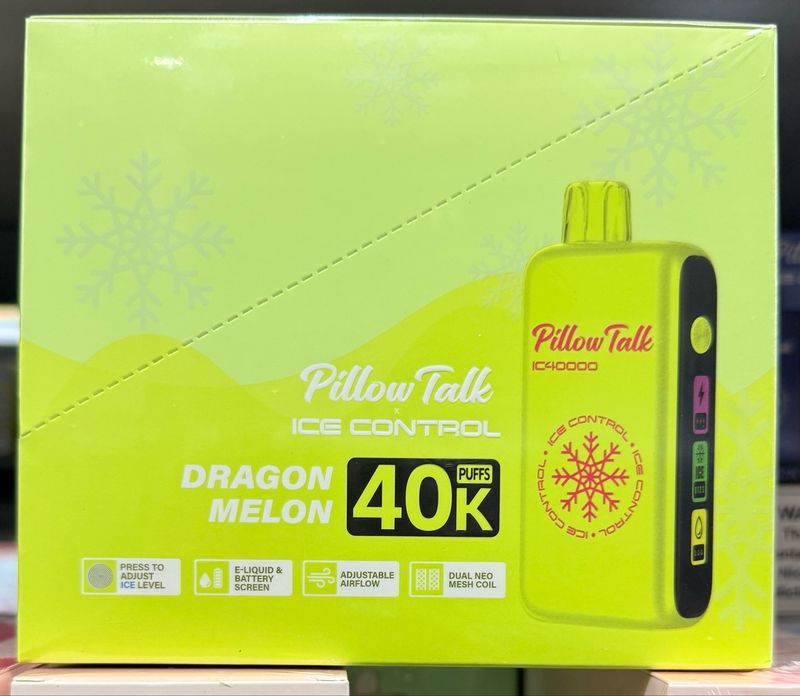 Pillow Talk
x
ICE CONTROL
DRAGON
MELON
40K
PUFFS
PRESS TO
ADJUST
ICE LEVEL
E-LIQUID &
BATTERY
SCREEN
ADJUSTABLE
AIRFLOW
DUAL NEO
MESH COIL
Pillow Talk
IC40000
ICE CONTROL • ICE CONTROL • ICE CONTROL •
ICE